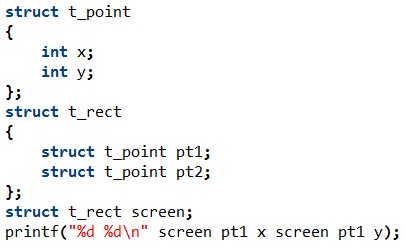 struct t_point
{
    int x;
    int y;
};
struct t_rect
{
    struct t_point pt1;
    struct t_point pt2;
};
struct t_rect screen;
printf("%d %d\n" screen pt1 x screen pt1 y);